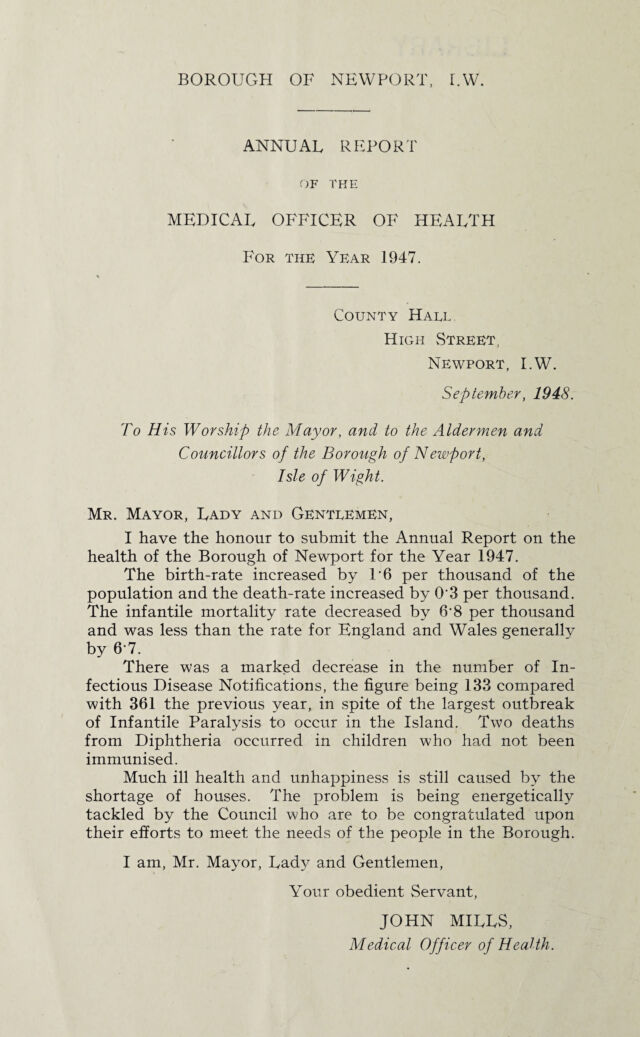 BOROUGH OF NEWPORT, I.W.
ANNUAL REPORT
OF THE
MEDICAL OFFICER OF HEALTH
FOR THE YEAR 1947.
COUNTY HALL,
HIGH STREET,
NEWPORT, I.W.
September, 1948.
To His Worship the Mayor, and to the Aldermen and
Councillors of the Borough of Newport,
Isle of Wight.
MR. MAYOR, LADY AND GENTLEMEN,
I have the honour to submit the Annual Report on the
health of the Borough of Newport for the Year 1947.
The birth-rate increased by 1·6 per thousand of the
population and the death-rate increased by 0·3 per thousand.
The infantile mortality rate decreased by 6·8 per thousand
and was less than the rate for England and Wales generally
by 6·7.
There was a marked decrease in the number of In-
fectious Disease Notifications, the figure being 133 compared
with 361 the previous year, in spite of the largest outbreak
of Infantile Paralysis to occur in the Island. Two deaths
from Diphtheria occurred in children who had not been
immunised.
Much ill health and unhappiness is still caused by the
shortage of houses. The problem is being energetically
tackled by the Council who are to be congratulated upon
their efforts to meet the needs of the people in the Borough.
I am, Mr. Mayor, Lady and Gentlemen,
Your obedient Servant,
JOHN MILLS,
Medical Officer of Health.